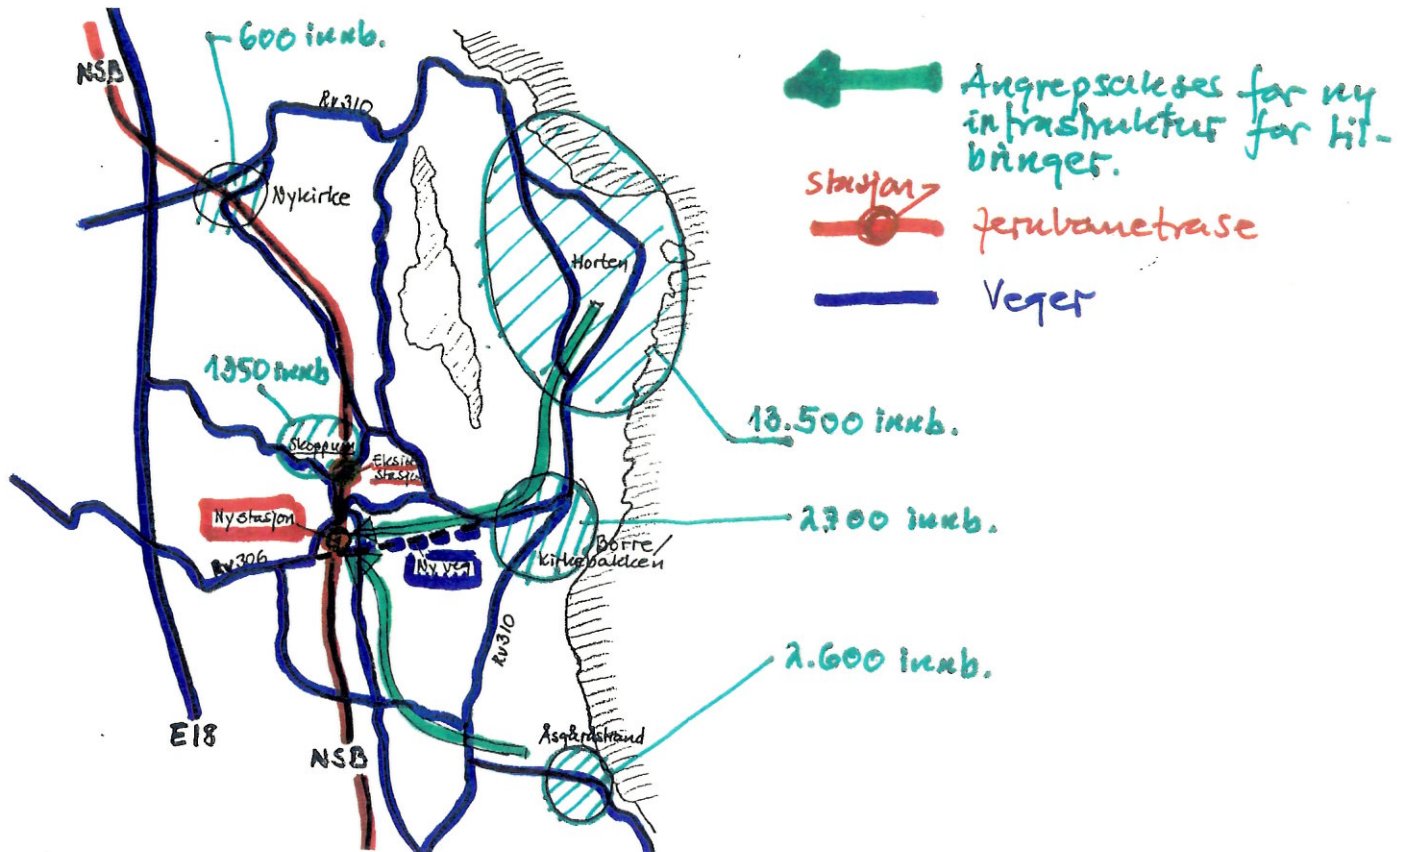 600 innb.
NSB
Rv310
Nykirke
Horten
1350 innb
Skoppum
Eksist
stasjon
Ny stasjon
Rv306
Ny veg
Borre/
Kirkebakken
Rv310
E18
NSB
Åsgårdstrand
Angrepsakses for ny
infrastruktur for til-
bringer.
stasjon
Jernbanetrase
Veger
13.500 innb.
2700 innb.
2.600 innb.